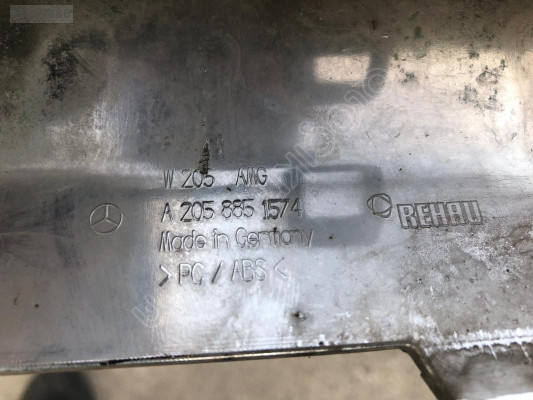 W 205 AMG
A 205 885 1574
Made in Germany
>PC / ABS<
REHAU